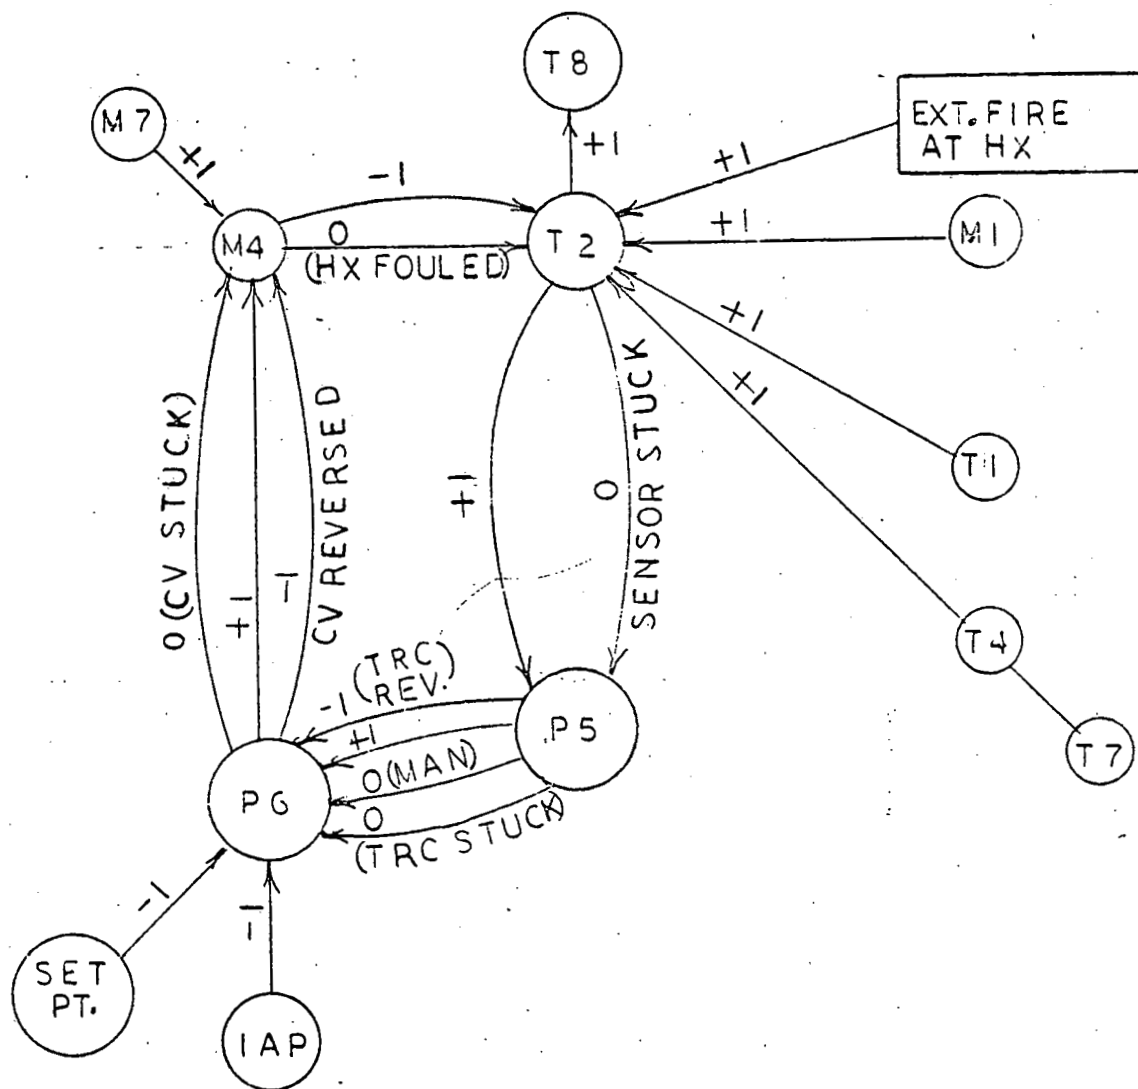 T8
M7
EXT. FIRE
AT HX
+1
+1
+1
-1
M4
0
(HX FOULED)
T2
+1
M1
+1
+1
0 (CV STUCK)
+1
-1
CV REVERSED
+1
0
SENSOR STUCK
T1
T4
T7
-1 (TRC
REV.)
+1
0 (MAN)
0
(TRC STUCK)
P5
P6
-1
-1
SET
PT.
IAP